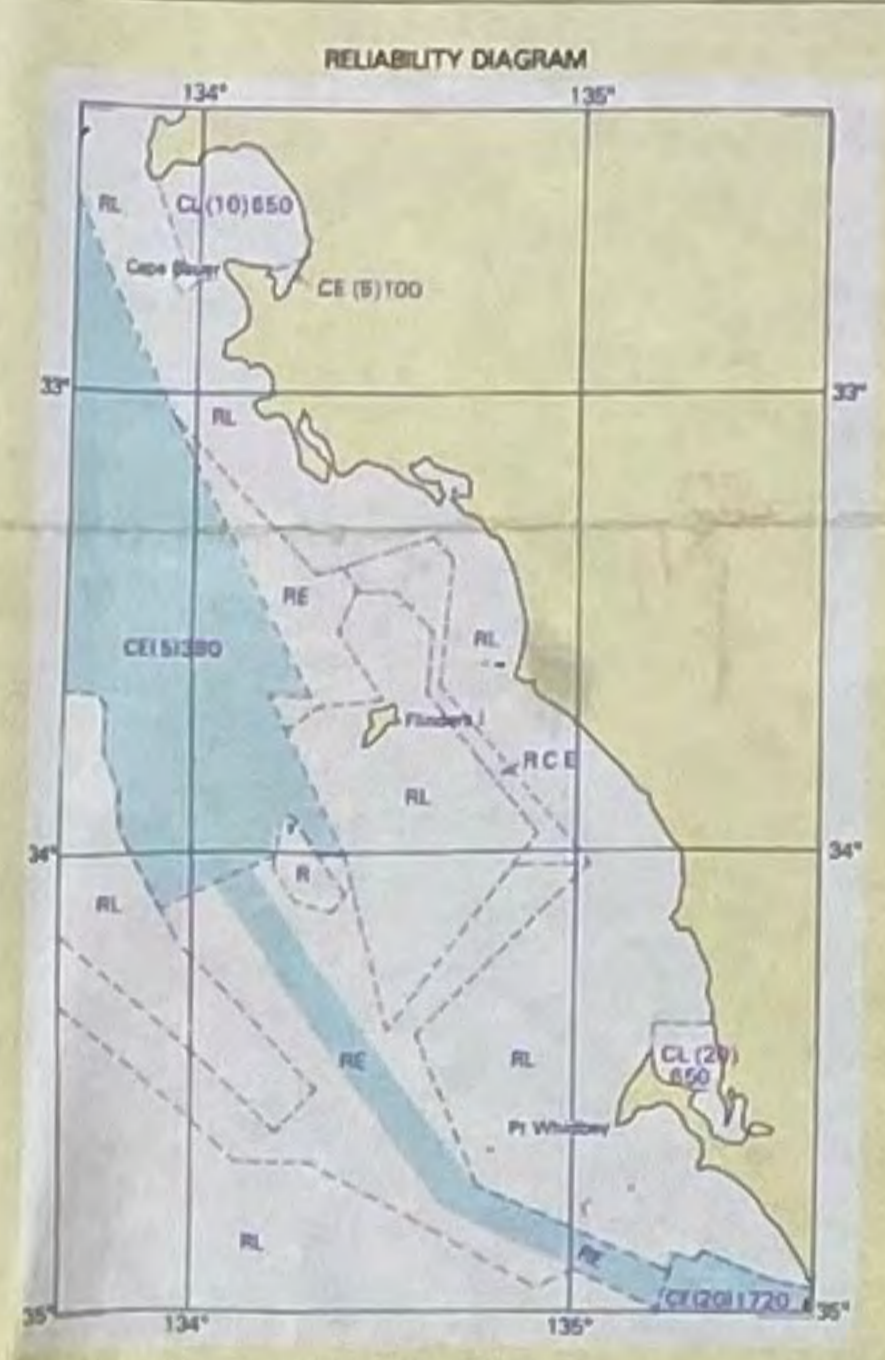 RELIABILITY DIAGRAM
134° 135°
RL CL (10) 650
Cape Bauer
CE (5) 100
33° 33°
RL
RE
CE(5)380 RL
Flinders I
R C E
RL
34° 34°
R
RL
RE RL CL (20)
650
Pt Whidbey
RL
RE
CE(20)1720
35° 35°
134° 135°